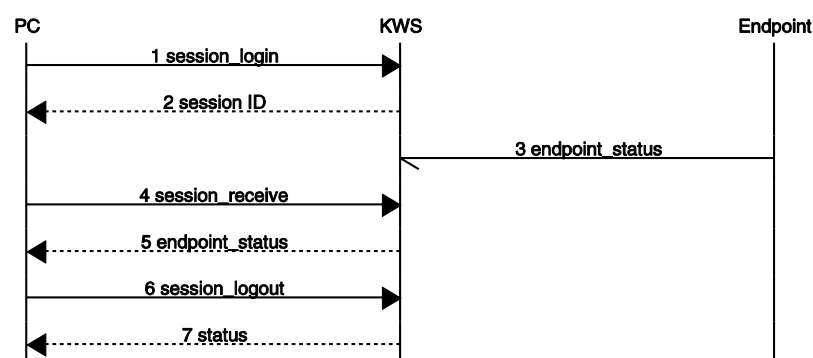 PC KWS Endpoint
1 session_login
2 session ID
3 endpoint_status
4 session_receive
5 endpoint_status
6 session_logout
7 status